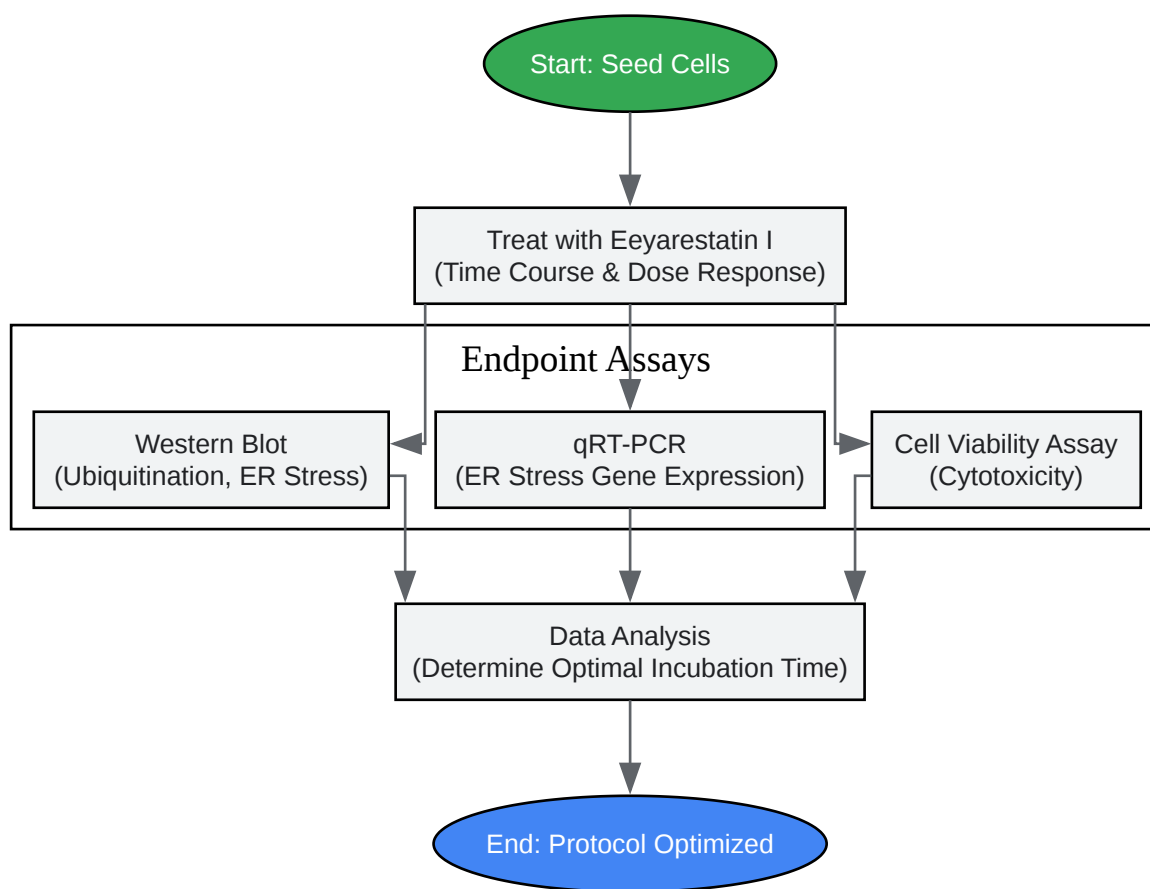 Start: Seed Cells
Treat with Eeyarestatin I
(Time Course & Dose Response)
Endpoint Assays
Western Blot
(Ubiquitination, ER Stress)
qRT-PCR
(ER Stress Gene Expression)
Cell Viability Assay
(Cytotoxicity)
Data Analysis
(Determine Optimal Incubation Time)
End: Protocol Optimized